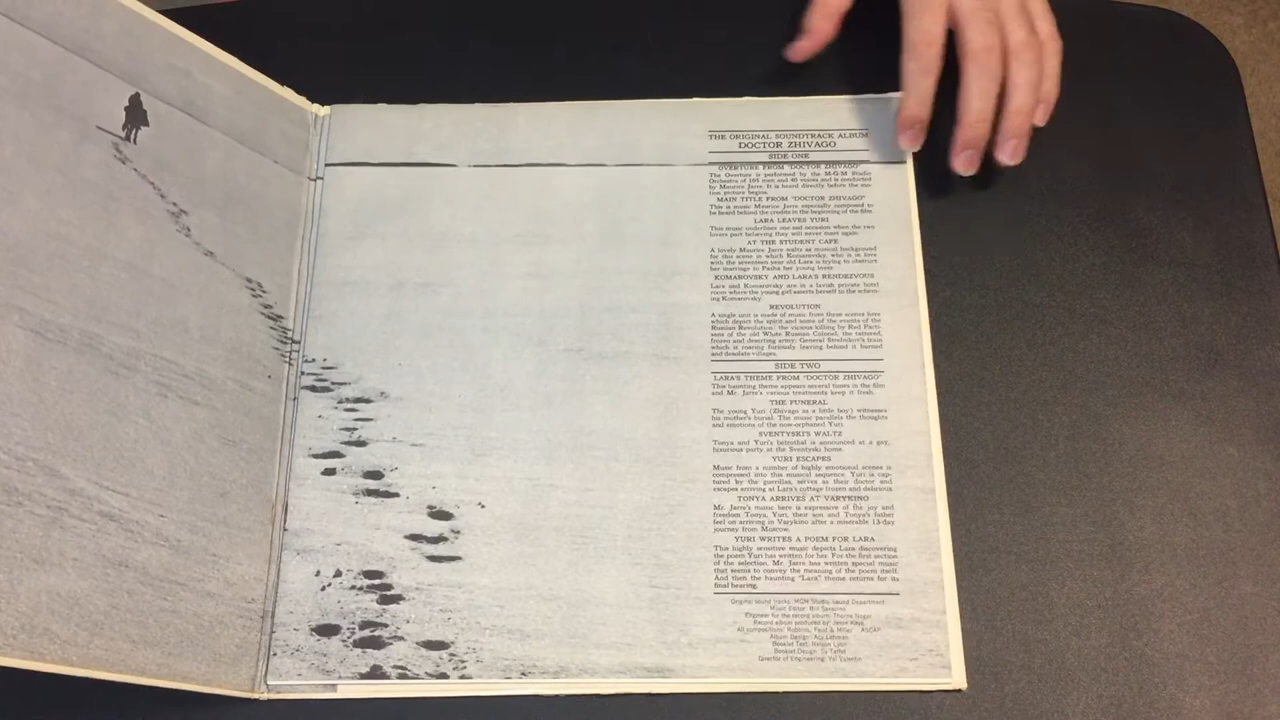 THE ORIGINAL SOUNDTRACK ALBUM
DOCTOR ZHIVAGO
SIDE ONE
OVERTURE FROM "DOCTOR ZHIVAGO"
The Overture is performed by the M-G-M Studio
Orchestra of 105 men and 40 voices and is conducted
by Maurice Jarre. It is heard directly before the mo-
tion picture begins.
MAIN TITLE FROM "DOCTOR ZHIVAGO"
This is music Maurice Jarre especially composed to
be heard behind the credits in the beginning of the film.
LARA LEAVES YURI
This music underlines one sad occasion when the two
lovers part believing they will never meet again.
AT THE STUDENT CAFE
A lovely Maurice Jarre waltz as musical background
for this scene in which Komarovsky, who is in love
with the seventeen year old Lara is trying to obstruct
her marriage to Pasha her young lover.
KOMAROVSKY AND LARA'S RENDEZVOUS
Lara and Komarovsky are in a lavish private hotel
room where the young girl asserts herself to the schem-
ing Komarovsky.
REVOLUTION
A single unit is made of music from three scenes here
which depict the spirit and some of the events of the
Russian Revolution: the vicious killing by Red Parti-
sans of the old White Russian Colonel; the tattered,
frozen and deserting army; General Strelnikov's train
which is roaring furiously leaving behind it burned
and desolate villages.
SIDE TWO
LARA'S THEME FROM "DOCTOR ZHIVAGO"
This haunting theme appears several times in the film
and Mr. Jarre's various treatments keep it fresh.
THE FUNERAL
The young Yuri (Zhivago as a little boy) witnesses
his mother's burial. The music parallels the thoughts
and emotions of the now-orphaned Yuri.
SVENTYSKI'S WALTZ
Tonya and Yuri's betrothal is announced at a gay,
luxurious party at the Sventyski home.
YURI ESCAPES
Music from a number of highly emotional scenes is
compressed into this musical sequence. Yuri is cap-
tured by the guerillas, serves as their doctor and
escapes arriving at Lara's cottage frozen and delirious.
TONYA ARRIVES AT VARYKINO
Mr. Jarre's music here is expressive of the joy and
freedom Tonya, Yuri, their son and Tonya's father
feel on arriving in Varykino after a miserable 13-day
journey from Moscow.
YURI WRITES A POEM FOR LARA
This highly sensitive music depicts Lara discovering
the poem Yuri has written for her. For the first section
of the selection, Mr. Jarre has written special music
that seems to convey the meaning of the poem itself.
And then the haunting "Lara" theme returns for its
final hearing.
Original sound tracks: MGM Studio Sound Department
Music Editor: Bill Saracino
Engineer for the record album: Thorne Nogar
Record album produced by Jesse Kaye
All compositions: Robbins, Feist & Miller ASCAP
Album Design: Acy Lehman
Booklet Text: Nelson Lyon
Booklet Design: Sy Taffet
Director of Engineering: Val Valentin